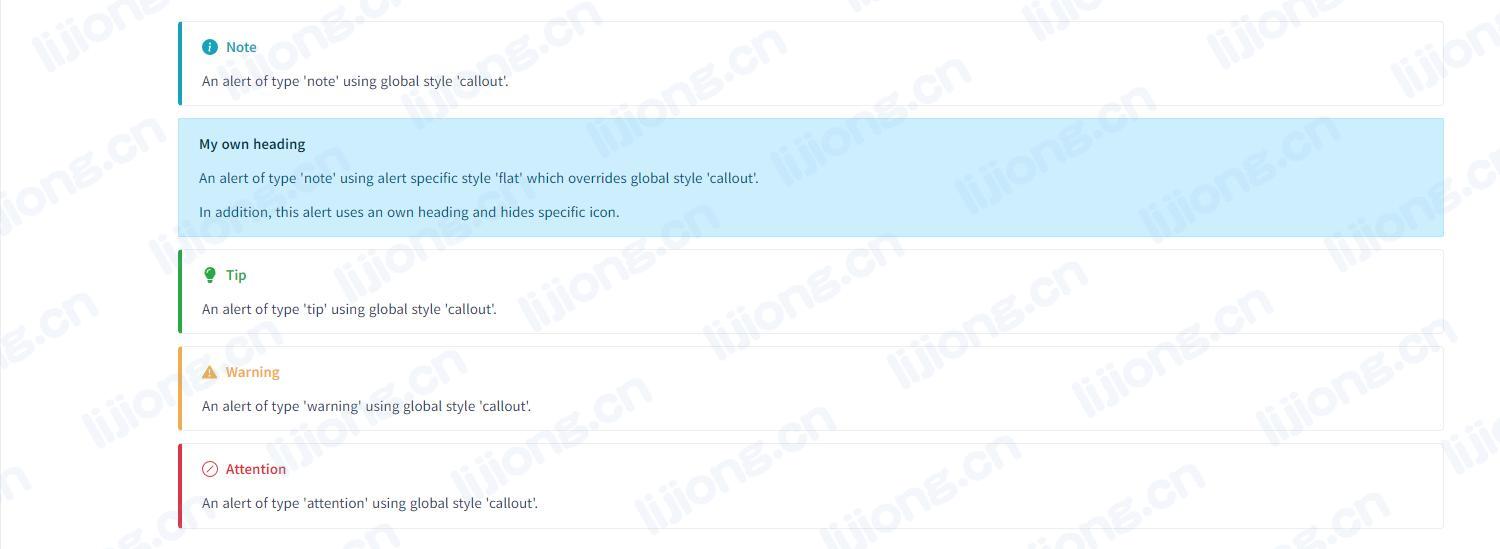 Note
An alert of type 'note' using global style 'callout'.
My own heading
An alert of type 'note' using alert specific style 'flat' which overrides global style 'callout'.
In addition, this alert uses an own heading and hides specific icon.
Tip
An alert of type 'tip' using global style 'callout'.
Warning
An alert of type 'warning' using global style 'callout'.
Attention
An alert of type 'attention' using global style 'callout'.
lijiong.cn